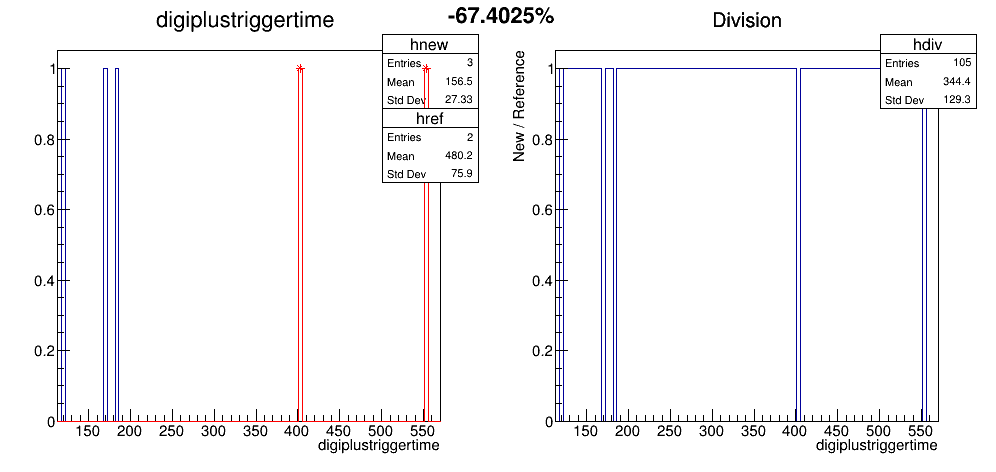 -67.4025%
digiplustriggertime
hnew
Entries 3
Mean 156.5
Std Dev 27.33
href
Entries 2
Mean 480.2
Std Dev 75.9
1
0.8
0.6
0.4
0.2
0
150 200 250 300 350 400 450 500 550
digiplustriggertime
Division
hdiv
Entries 105
Mean 344.4
Std Dev 129.3
New / Reference
1
0.8
0.6
0.4
0.2
0
150 200 250 300 350 400 450 500 550
digiplustriggertime